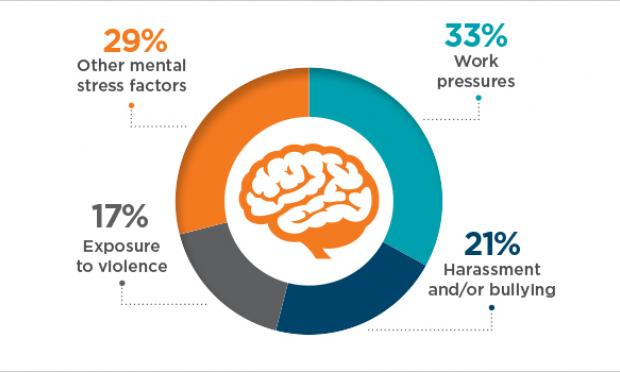 29%
Other mental
stress factors
33%
Work
pressures
17%
Exposure
to violence
21%
Harassment
and/or bullying